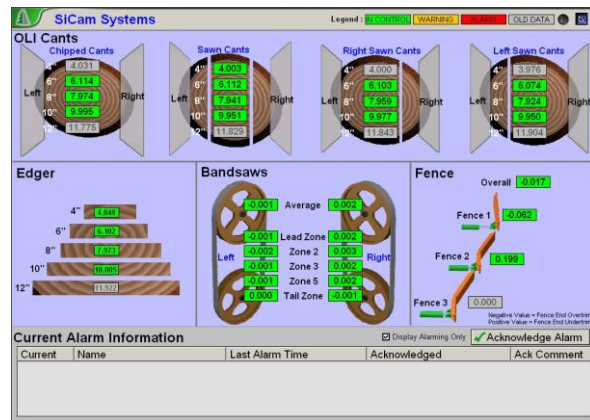 SiCam Systems Legend : IN CONTROL WARNING ALARM OLD DATA
OLI Cants
Chipped Cants Sawn Cants Right Sawn Cants Left Sawn Cants
4" 4.031 4" 4.003 4" 4.000 4" 3.976
6" 6.114 6" 6.112 6" 6.103 6" 6.074
Left 8" 7.974 Right 8" 7.941 Left 8" 7.959 Right Left 8" 7.924 Right
10" 9.995 10" 9.951 10" 9.977 10" 9.950
12" 11.775 12" 11.829 12" 11.843 12" 11.904
Edger
4" 4.048
6" 6.102
8" 7.973
10" 10.005
12" 11.922
Bandsaws
-0.001 Average 0.002
-0.001 Lead Zone 0.002
Left -0.002 Zone 2 0.003 Right
-0.001 Zone 3 0.002
-0.001 Zone 5 0.002
0.000 Tail Zone -0.001
Fence
Overall -0.017
Fence 1 -0.062
Fence 2 0.199
Fence 3 0.000
Negative Value = Fence End Overtrim
Positive Value = Fence End Undertrim
Current Alarm Information Display Alarming Only Acknowledge Alarm
Current Name Last Alarm Time Acknowledged Ack Comment